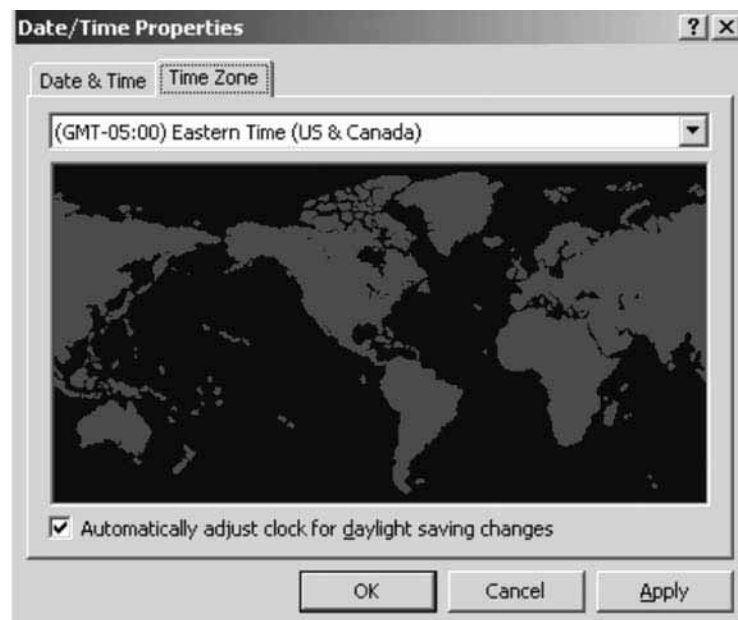 Date/Time Properties
Date & Time
Time Zone
(GMT-05:00) Eastern Time (US & Canada)
Automatically adjust clock for daylight saving changes
OK
Cancel
Apply